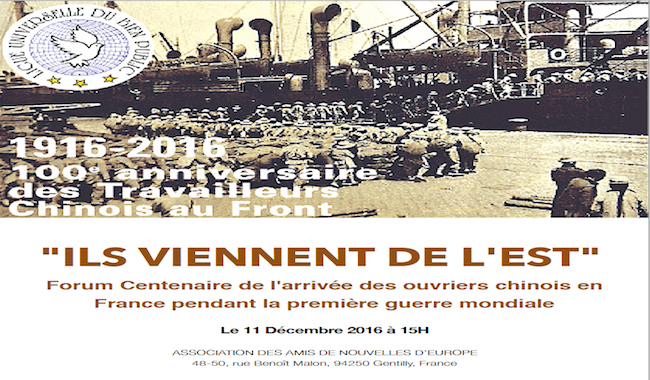 LIGUE UNIVERSELLE DU BIEN PUBLIC
1916-2016
100e anniversaire
des Travailleurs
Chinois au Front
"ILS VIENNENT DE L'EST"
Forum Centenaire de l'arrivée des ouvriers chinois en
France pendant la première guerre mondiale
Le 11 Décembre 2016 à 15H
ASSOCIATION DES AMIS DE NOUVELLES D'EUROPE
48-50, rue Benoît Malon, 94250 Gentilly, France